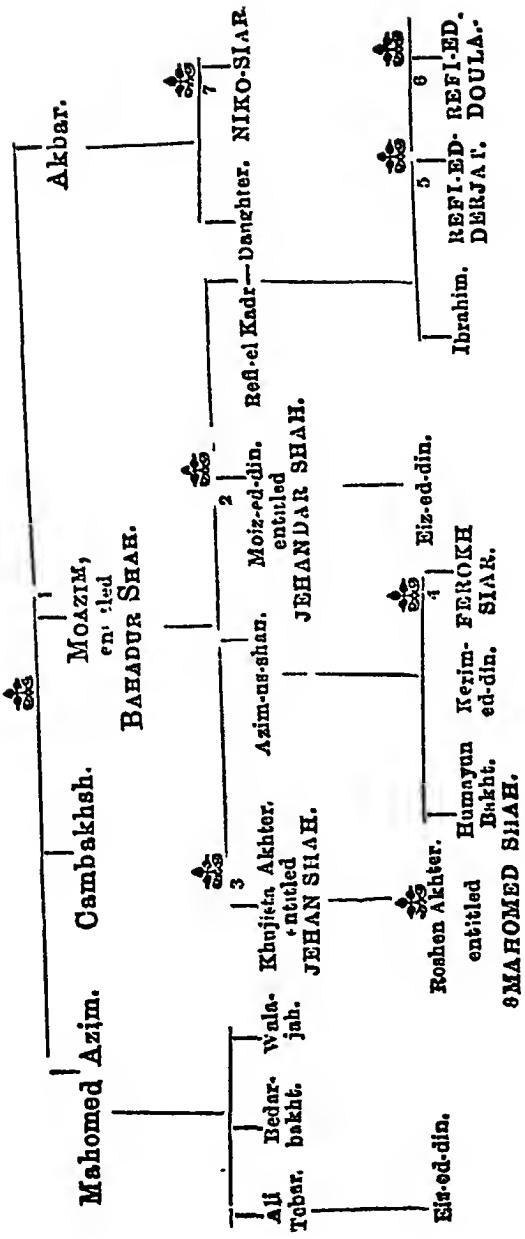 Mahomed Azim.
Cambakhsh.
1
MOAZIM,
entitled
BAHADUR SHAH.
Akbar.
Ali
Tebar.
Bedar-
bakht.
Wala-
jah.
3
Khujista Akhter.
entitled
JEHAN SHAH.
Azim-us-shan.
2
Moiz-ed-din.
entitled
JEHANDAR SHAH.
Refi-el Kadr—Daughter.
7
NIKO-SIAR.
Eiz-ed-din.
Roshen Akhter.
entitled
8 MAHOMED SHAH.
Humayun
Bakht.
Kerim-
ed-din.
4
FEROKH
SIAR.
Eiz-ed-din.
Ibrahim.
5
REFI-ED-
DERJAT.
6
REFI-ED-
DOULA.